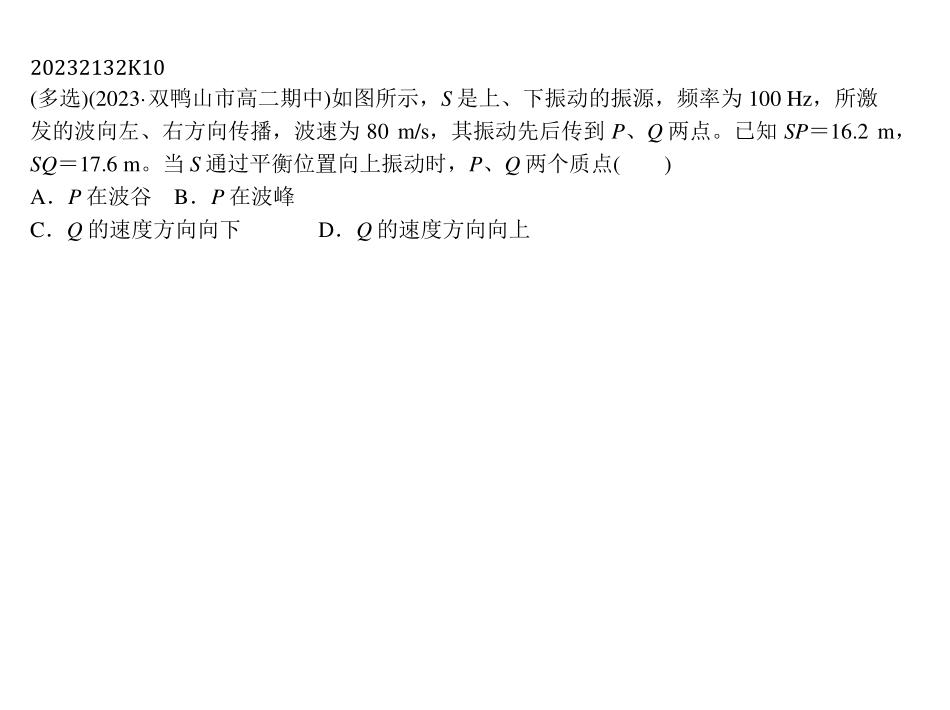 20232132K10
(多选)(2023·双鸭山市高二期中)如图所示，S 是上、下振动的振源，频率为 100 Hz，所激
发的波向左、右方向传播，波速为 80 m/s，其振动先后传到 P、Q 两点。已知 SP＝16.2 m，
SQ＝17.6 m。当 S 通过平衡位置向上振动时，P、Q 两个质点(　　)
A．P 在波谷　B．P 在波峰
C．Q 的速度方向向下　　　D．Q 的速度方向向上